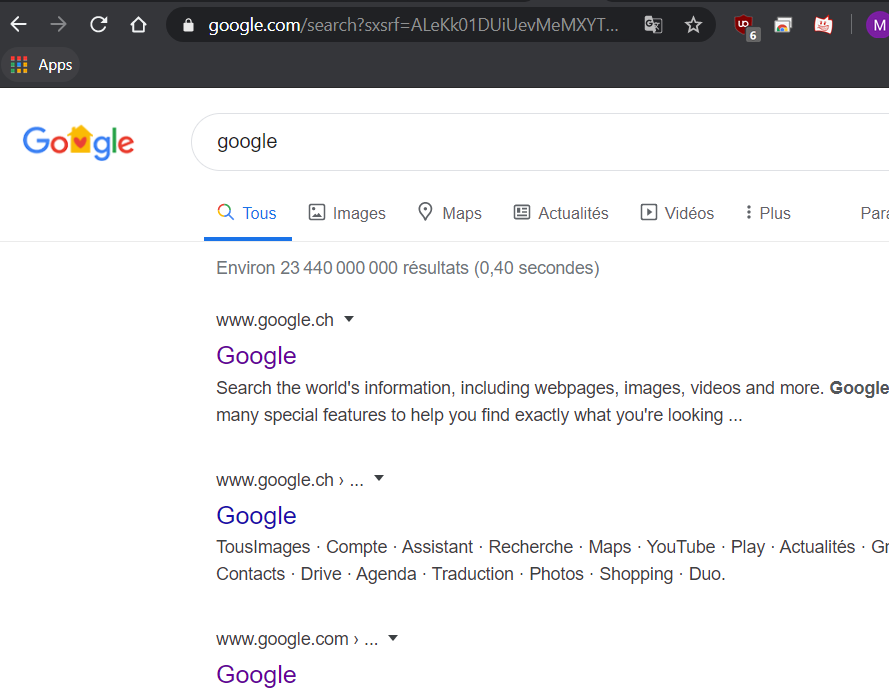 google.com/search?sxsrf=ALeKk01DUiUevMeMXYT...
6
M
Apps
Google
google
Tous Images Maps Actualités Vidéos Plus Para
Environ 23 440 000 000 résultats (0,40 secondes)
www.google.ch
Google
Search the world's information, including webpages, images, videos and more. Google
many special features to help you find exactly what you're looking ...
www.google.ch › ...
Google
TousImages · Compte · Assistant · Recherche · Maps · YouTube · Play · Actualités · Gr
Contacts · Drive · Agenda · Traduction · Photos · Shopping · Duo.
www.google.com › ...
Google